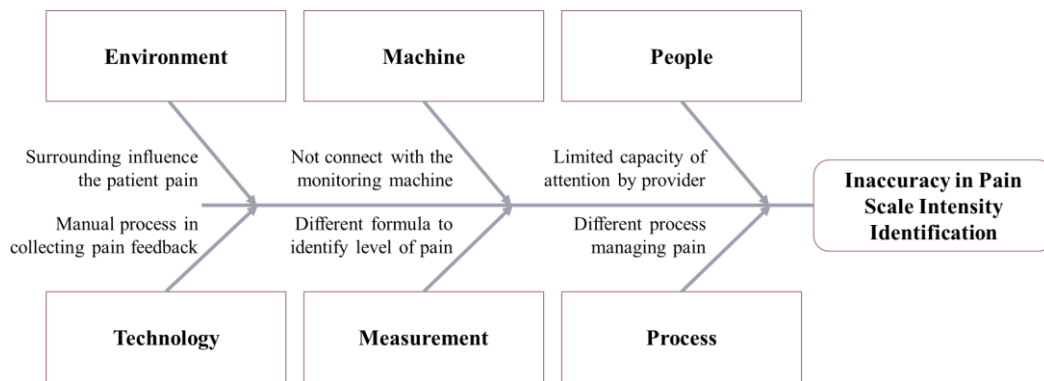 Environment
Machine
People
Surrounding influence
the patient pain
Not connect with the
monitoring machine
Limited capacity of
attention by provider
Inaccuracy in Pain
Scale Intensity
Identification
Manual process in
collecting pain feedback
Different formula to
identify level of pain
Different process
managing pain
Technology
Measurement
Process